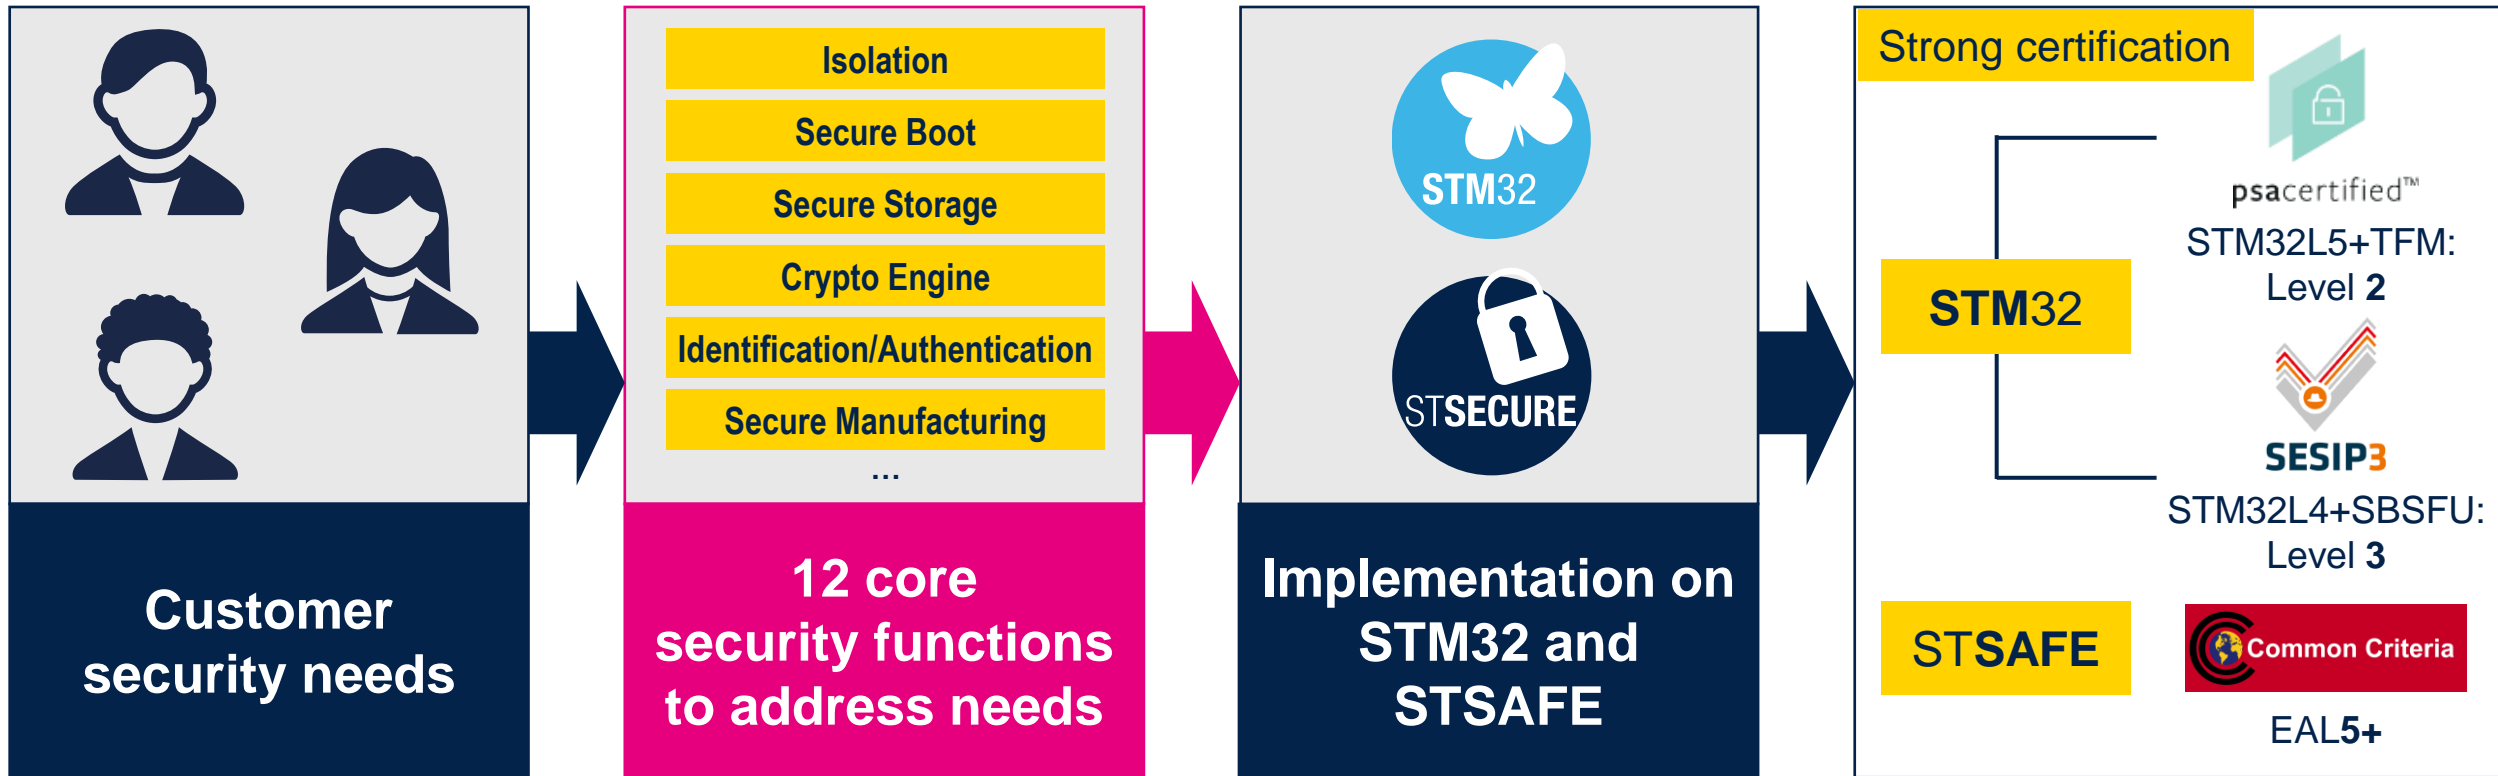 Customer
security needs
Isolation
Secure Boot
Secure Storage
Crypto Engine
Identification/Authentication
Secure Manufacturing
...
12 core
security functions
to address needs
STM32
STSECURE
Implementation on
STM32 and
STSAFE
Strong certification
psacertified™
STM32L5+TFM:
Level 2
STM32
SESIP3
STM32L4+SBSFU:
Level 3
STSAFE
Common Criteria
EAL5+